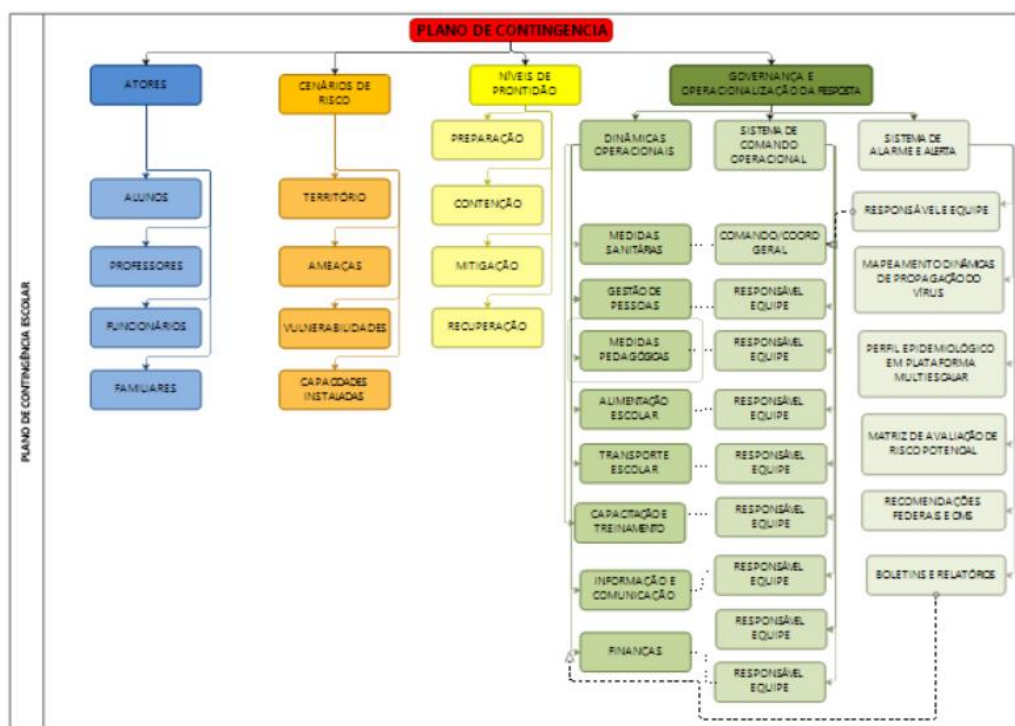 PLANO DE CONTINGÊNCIA ESCOLAR
PLANO DE CONTINGENCIA
ATORES
ALUNOS
PROFESSORES
FUNCIONÁRIOS
FAMILIARES
CENÁRIOS DE
RISCO
TERRITÓRIO
AMEAÇAS
VULNERABILIDADES
CAPACIDADES
INSTALADAS
NÍVEIS DE
PRONTIDÃO
PREPARAÇÃO
CONTENÇÃO
MITIGAÇÃO
RECUPERAÇÃO
GOVERNANÇA E
OPERACIONALIZAÇÃO DA RESPOSTA
DINÂMICAS
OPERACIONAIS
MEDIDAS
SANITÁRIAS
GESTÃO DE
PESSOAS
MEDIDAS
PEDAGÓGICAS
ALIMENTAÇÃO
ESCOLAR
TRANSPORTE
ESCOLAR
CAPACITAÇÃO E
TREINAMENTO
INFORMAÇÃO E
COMUNICAÇÃO
FINANÇAS
SISTEMA DE
COMANDO
OPERACIONAL
COMANDO/COORD
GERAL
RESPONSÁVEL
EQUIPE
RESPONSÁVEL
EQUIPE
RESPONSÁVEL
EQUIPE
RESPONSÁVEL
EQUIPE
RESPONSÁVEL
EQUIPE
RESPONSÁVEL
EQUIPE
RESPONSÁVEL
EQUIPE
RESPONSÁVEL
EQUIPE
SISTEMA DE
ALARME E ALERTA
RESPONSÁVEL E EQUIPE
MAPEAMENTO DINÂMICAS
DE PROPAGAÇÃO DO
VÍRUS
PERFIL EPIDEMIOLÓGICO
EM PLATAFORMA
MULTIESCALAR
MATRIZ DE AVALIAÇÃO DE
RISCO POTENCIAL
RECOMENDAÇÕES
FEDERAIS E OMS
BOLETINS E RELATÓRIOS